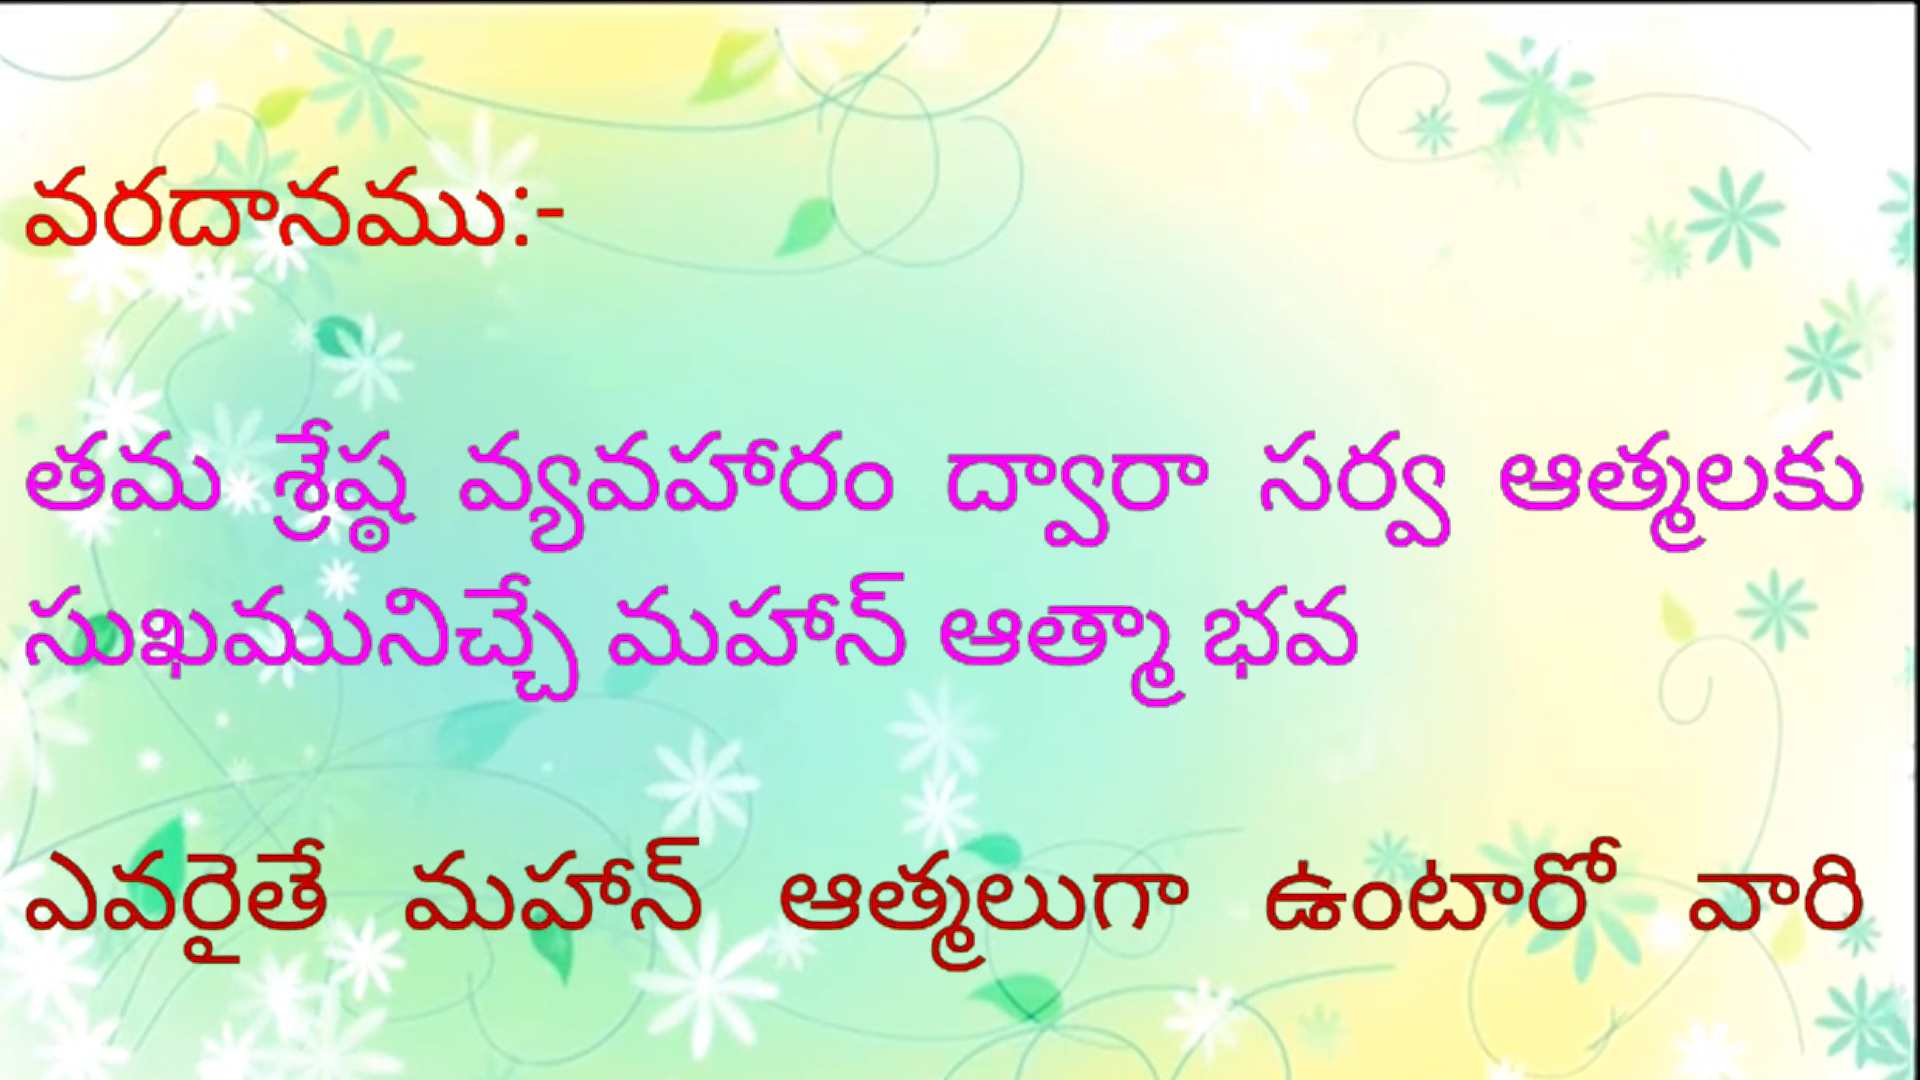 వరదానము:-
తమ శ్రేష్ఠ వ్యవహారం ద్వారా సర్వ ఆత్మలకు
సుఖమునిచ్చే మహాన్ ఆత్మా భవ
ఎవరైతే మహాన్ ఆత్మలుగా ఉంటారో వారి